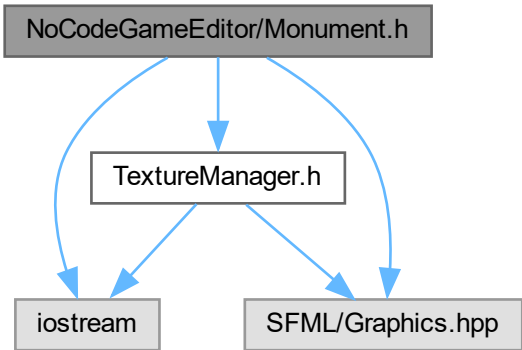 NoCodeGameEditor/Monument.h
TextureManager.h
iostream
SFML/Graphics.hpp